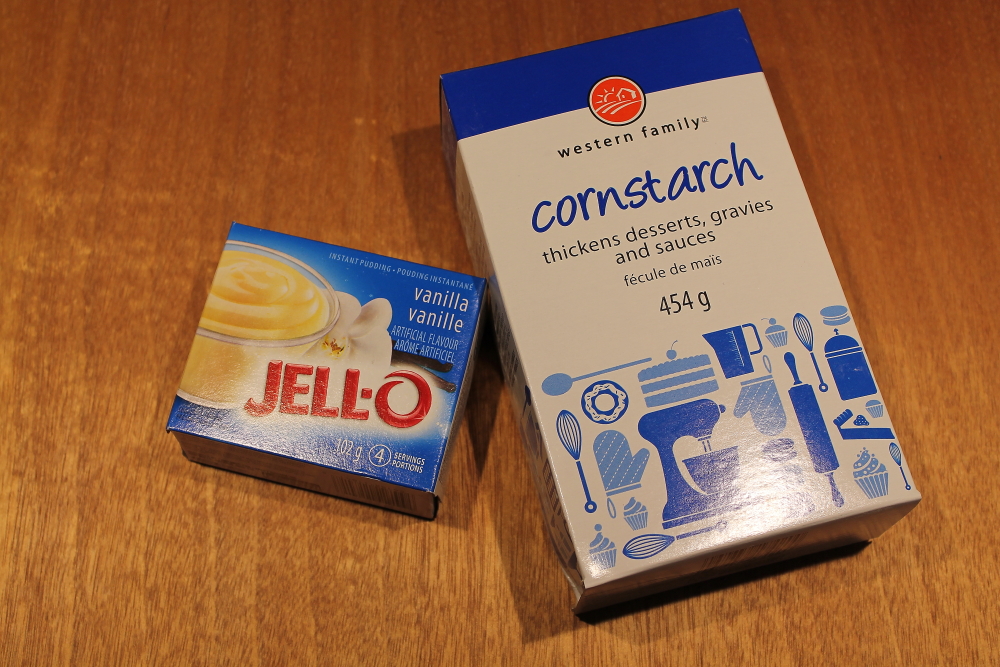 INSTANT PUDDING • POUDING INSTANTANÉ
vanilla
vanille
ARTIFICIAL FLAVOUR
ARÔME ARTIFICIEL
JELL-O
102 g
4 SERVINGS
PORTIONS
western family
cornstarch
thickens desserts, gravies
and sauces
fécule de maïs
454 g